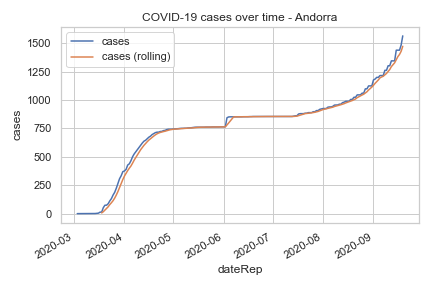 COVID-19 cases over time - Andorra
cases
cases (rolling)
1500
1250
1000
750
500
250
0
cases
2020-03
2020-04
2020-05
2020-06
2020-07
2020-08
2020-09
dateRep